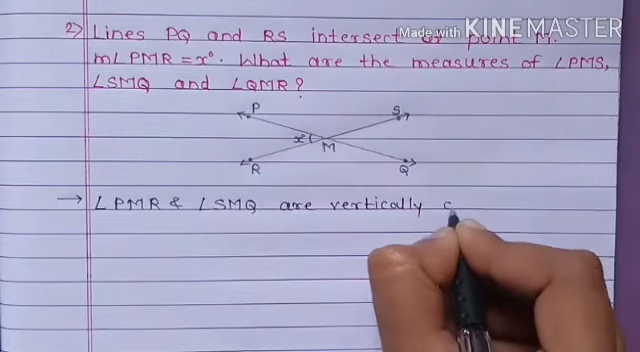 Made with KINEMASTER
2) Lines PQ and RS intersect at point M.
m∠PMR = x°. What are the measures of ∠PMS,
∠SMQ and ∠QMR?
P S
x° M
R Q
→ ∠PMR & ∠SMQ are vertically